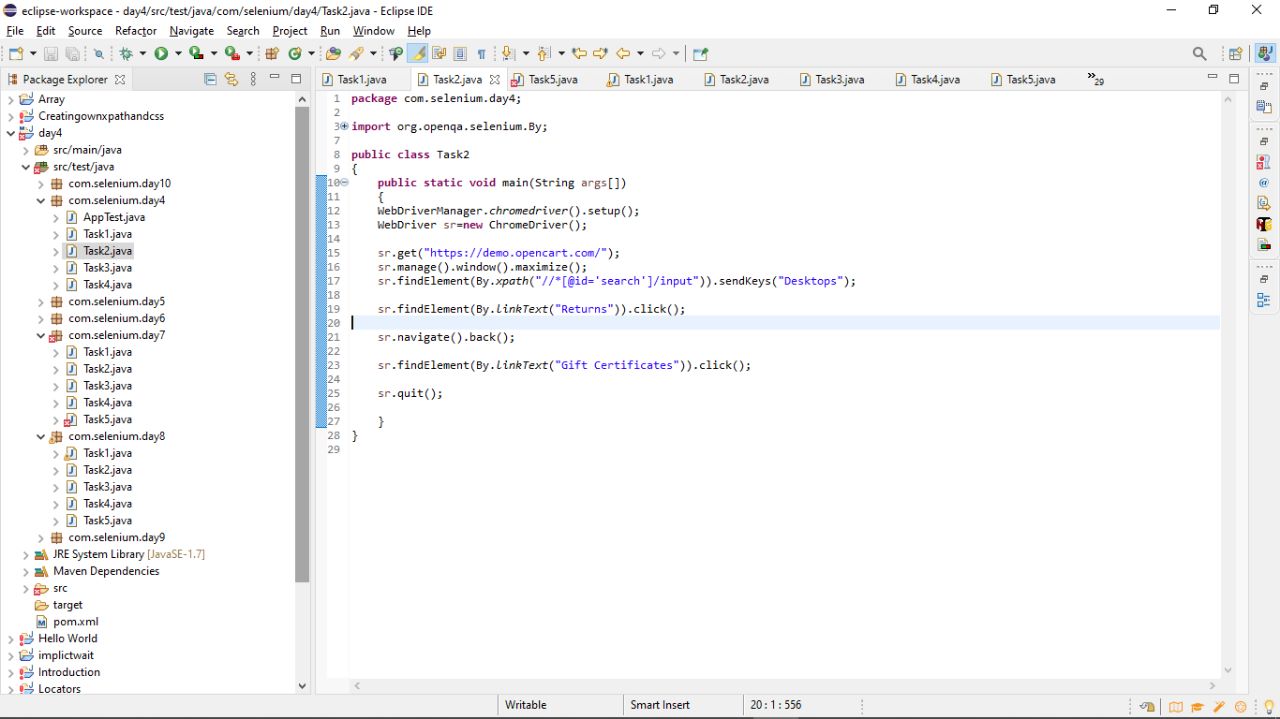 eclipse-workspace - day4/src/test/java/com/selenium/day4/Task2.java - Eclipse IDE
File Edit Source Refactor Navigate Search Project Run Window Help
Package Explorer
Array
Creatingownxpathandcss
day4
src/main/java
src/test/java
com.selenium.day10
com.selenium.day4
AppTest.java
Task1.java
Task2.java
Task3.java
Task4.java
com.selenium.day5
com.selenium.day6
com.selenium.day7
Task1.java
Task2.java
Task3.java
Task4.java
Task5.java
com.selenium.day8
Task1.java
Task2.java
Task3.java
Task4.java
Task5.java
com.selenium.day9
JRE System Library [JavaSE-1.7]
Maven Dependencies
src
target
pom.xml
Hello World
implictwait
Introduction
Locators
Task1.java Task2.java Task5.java Task1.java Task2.java Task3.java Task4.java Task5.java »29
1 package com.selenium.day4;
2
3 import org.openqa.selenium.By;
7
8 public class Task2
9 {
10 public static void main(String args[])
11 {
12 WebDriverManager.chromedriver().setup();
13 WebDriver sr=new ChromeDriver();
14
15 sr.get("https://demo.opencart.com/");
16 sr.manage().window().maximize();
17 sr.findElement(By.xpath("//*[@id='search']/input")).sendKeys("Desktops");
18
19 sr.findElement(By.linkText("Returns")).click();
20
21 sr.navigate().back();
22
23 sr.findElement(By.linkText("Gift Certificates")).click();
24
25 sr.quit();
26
27 }
28 }
29
Writable Smart Insert 20 : 1 : 556